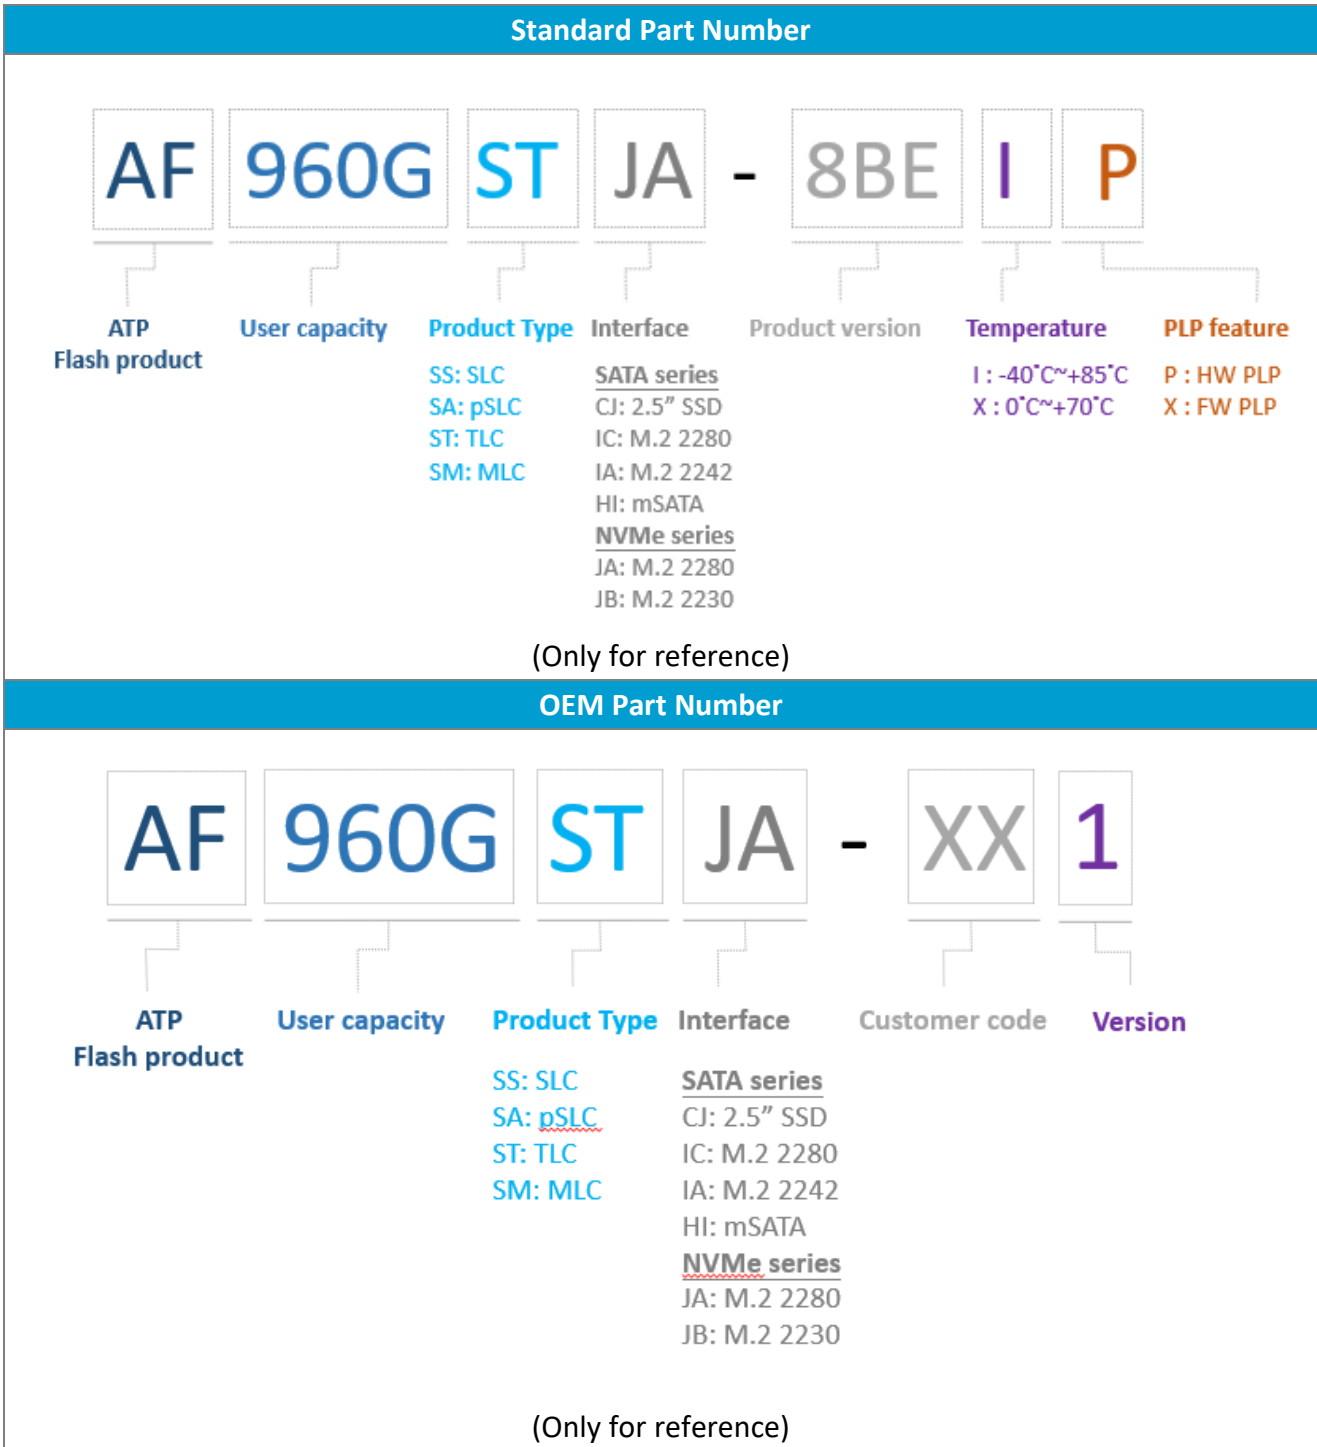 Standard Part Number
AF 960G ST JA - 8BE I P
ATP
Flash product
User capacity
Product Type
SS: SLC
SA: pSLC
ST: TLC
SM: MLC
Interface
SATA series
CJ: 2.5” SSD
IC: M.2 2280
IA: M.2 2242
HI: mSATA
NVMe series
JA: M.2 2280
JB: M.2 2230
Product version
Temperature
I : -40˚C~+85˚C
X : 0˚C~+70˚C
PLP feature
P : HW PLP
X : FW PLP
(Only for reference)
OEM Part Number
AF 960G ST JA - XX 1
ATP
Flash product
User capacity
Product Type
SS: SLC
SA: pSLC
ST: TLC
SM: MLC
Interface
SATA series
CJ: 2.5” SSD
IC: M.2 2280
IA: M.2 2242
HI: mSATA
NVMe series
JA: M.2 2280
JB: M.2 2230
Customer code
Version
(Only for reference)